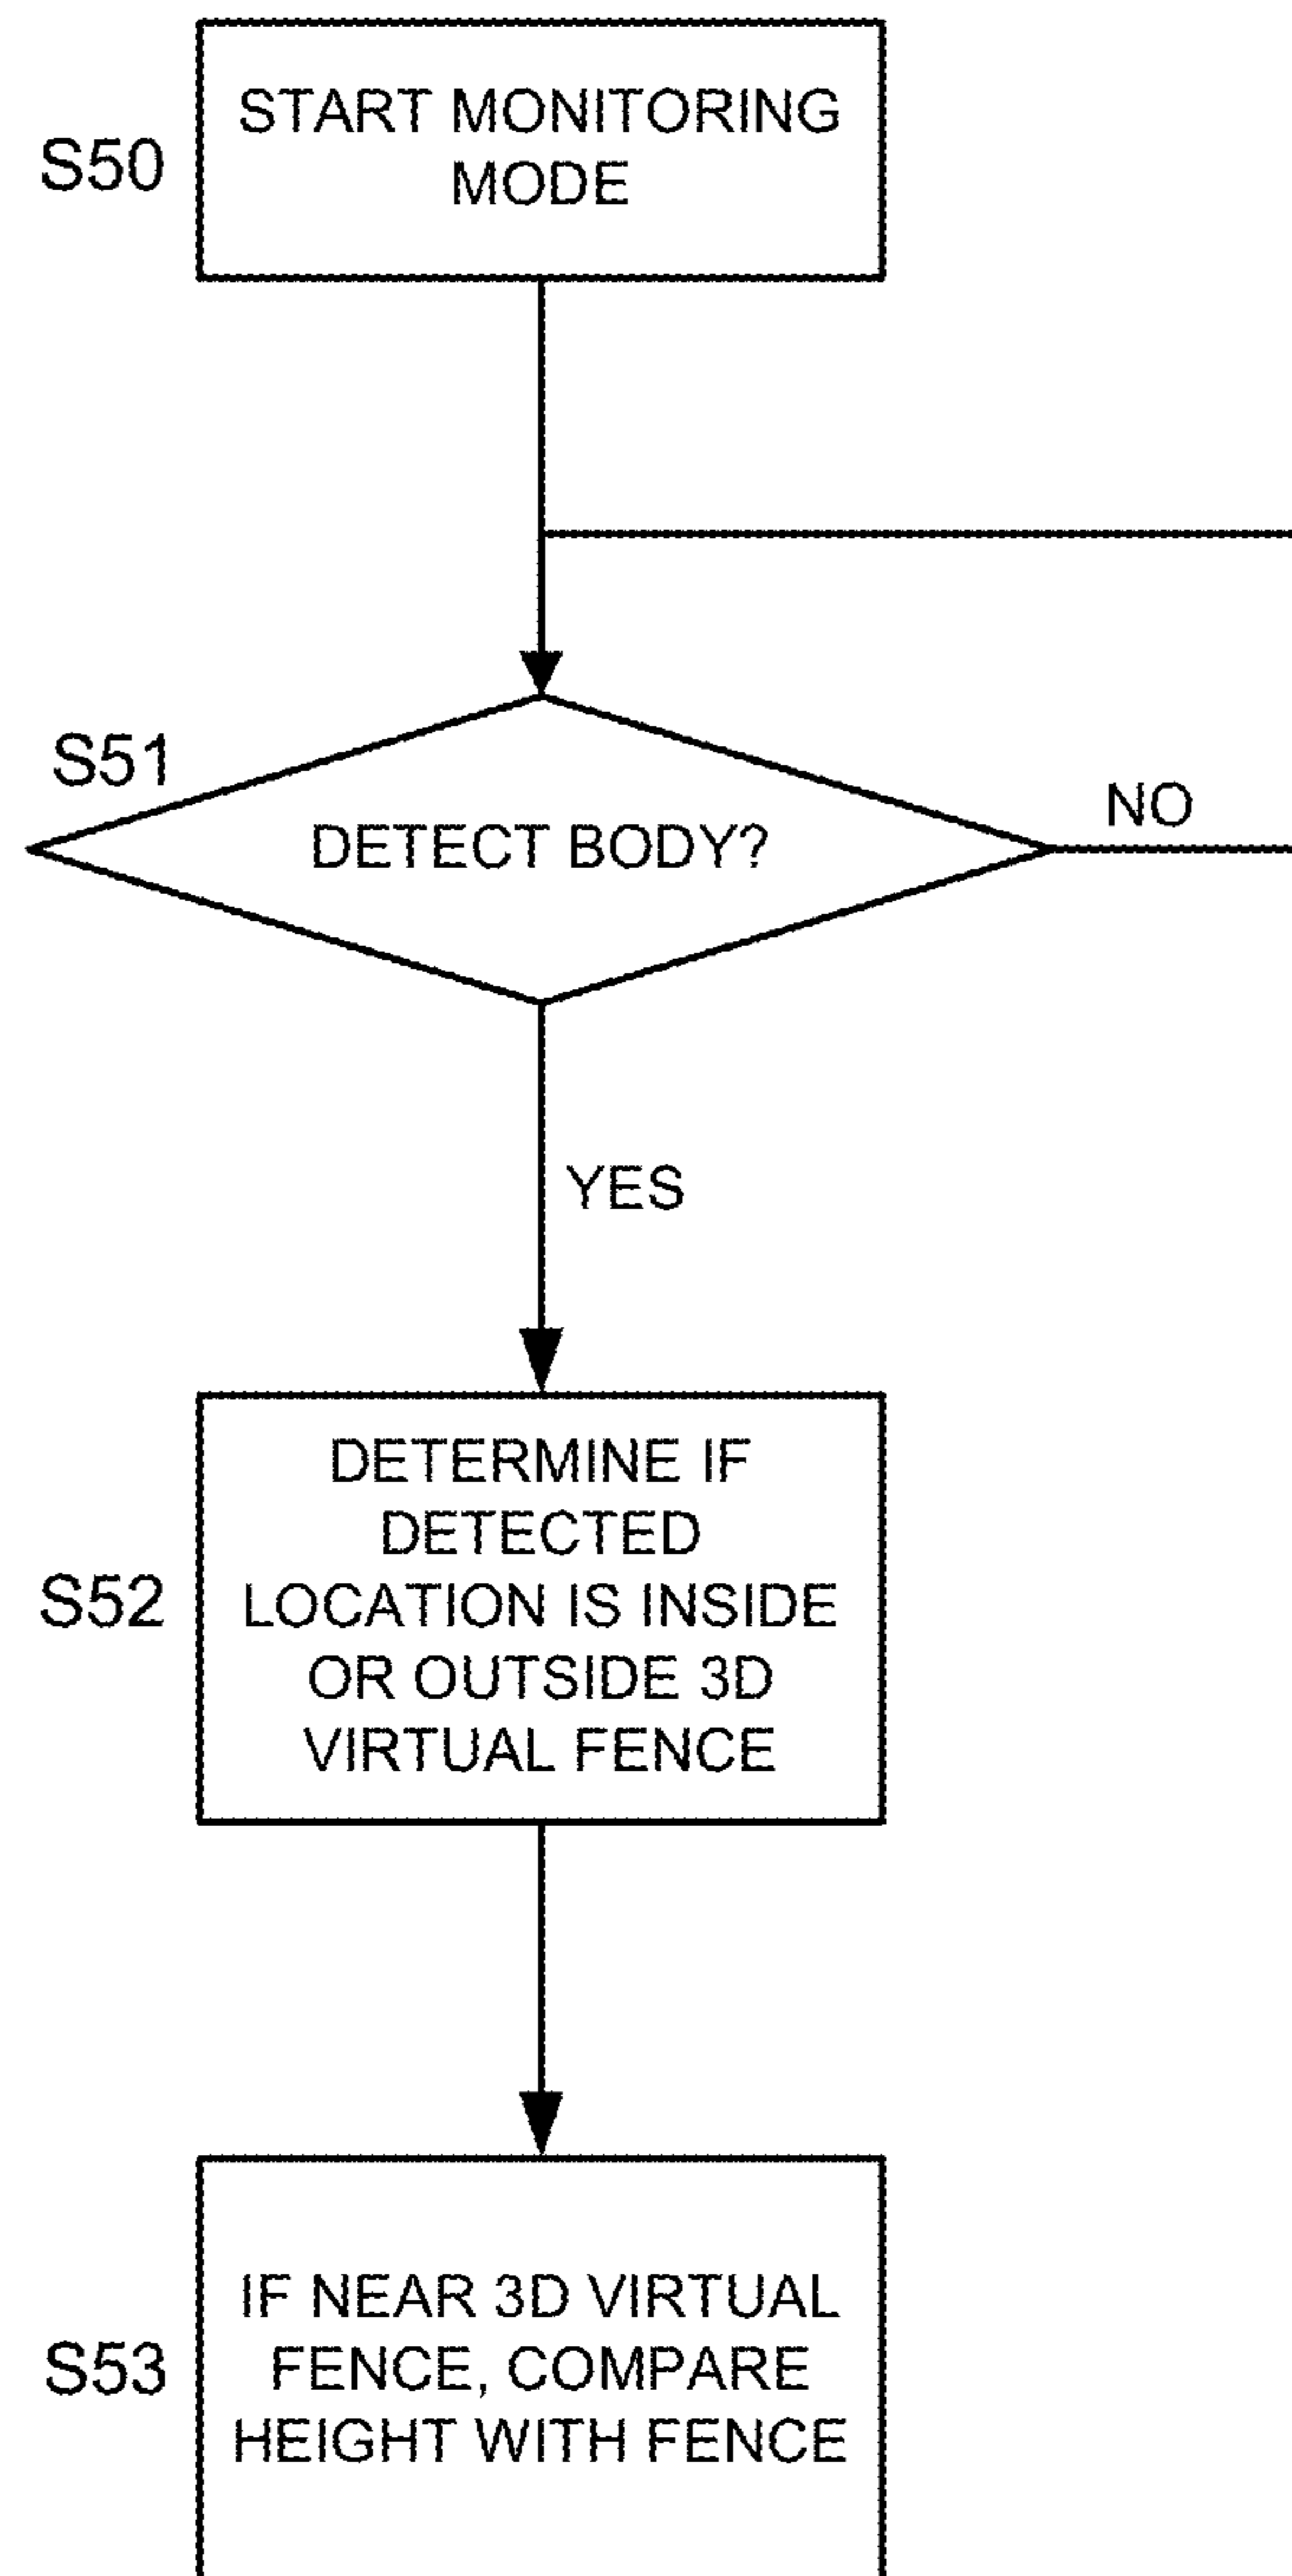 START MONITORING
MODE
S50
S51
DETECT BODY?
NO
YES
DETERMINE IF
DETECTED
LOCATION IS INSIDE
OR OUTSIDE 3D
VIRTUAL FENCE
S52
IF NEAR 3D VIRTUAL
FENCE, COMPARE
HEIGHT WITH FENCE
S53